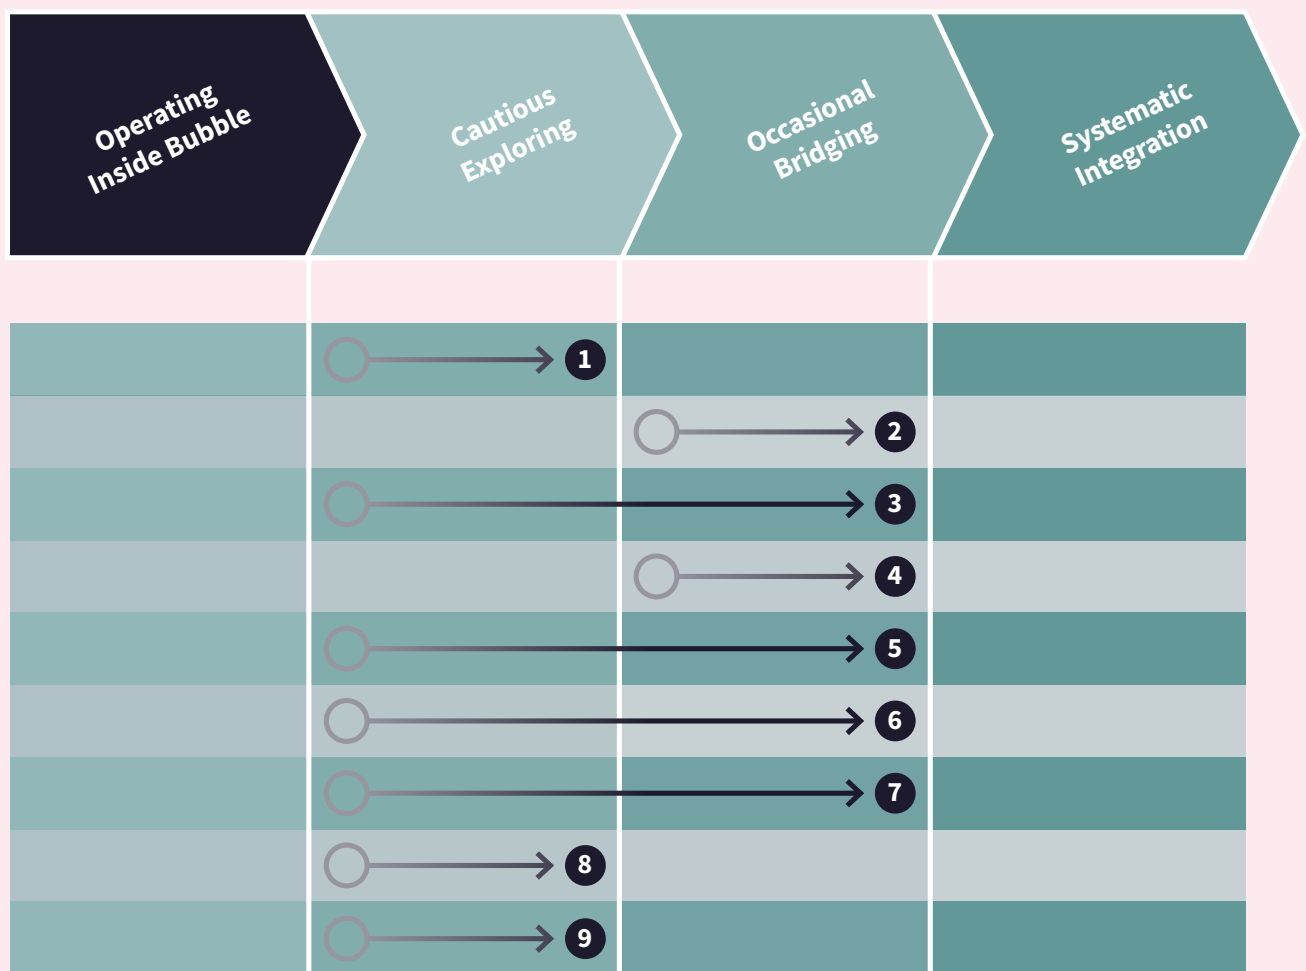 Operating
Inside Bubble
Cautious
Exploring
Occasional
Bridging
Systematic
Integration
1
2
3
4
5
6
7
8
9